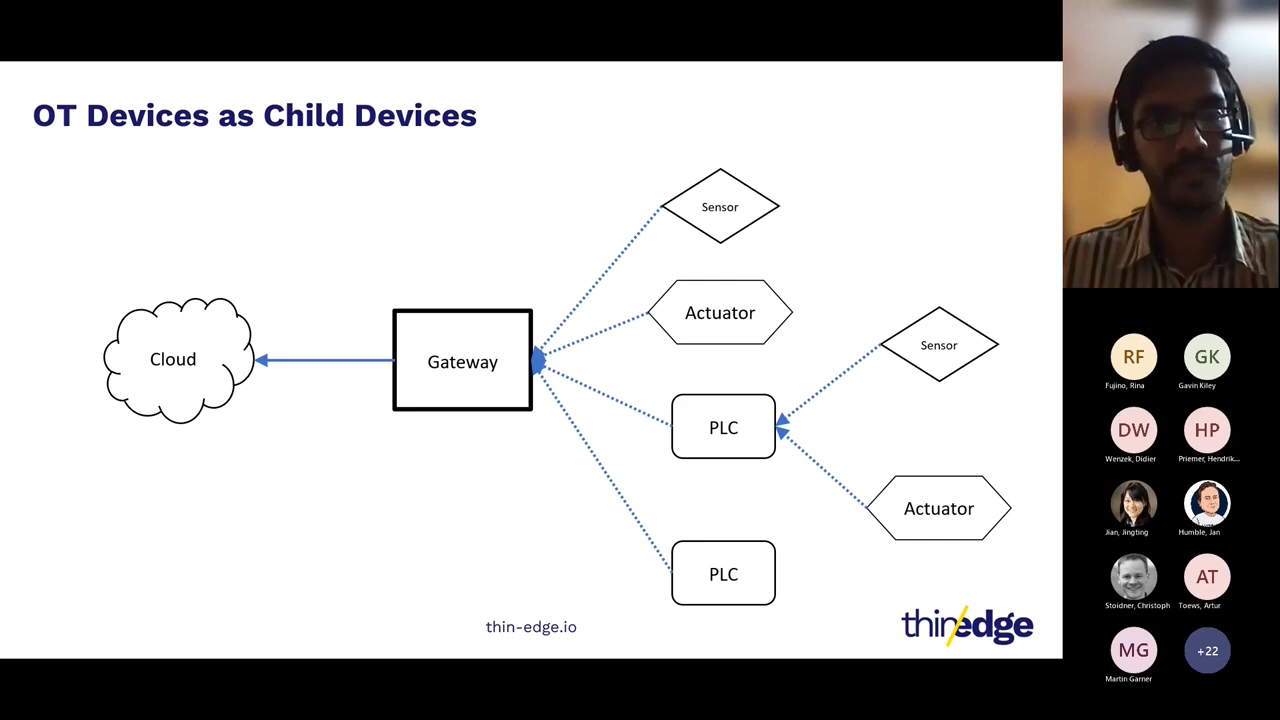 OT Devices as Child Devices
Sensor
Actuator
Sensor
Cloud
Gateway
PLC
Actuator
PLC
thin-edge.io
thin/edge
RF
Fujino, Rina
GK
Gavin Kiley
DW
Wenzek, Didier
HP
Priemer, Hendrik...
Jian, Jingting
Humble, Jan
Stoidner, Christoph
AT
Toews, Artur
MG
Martin Garner
+22